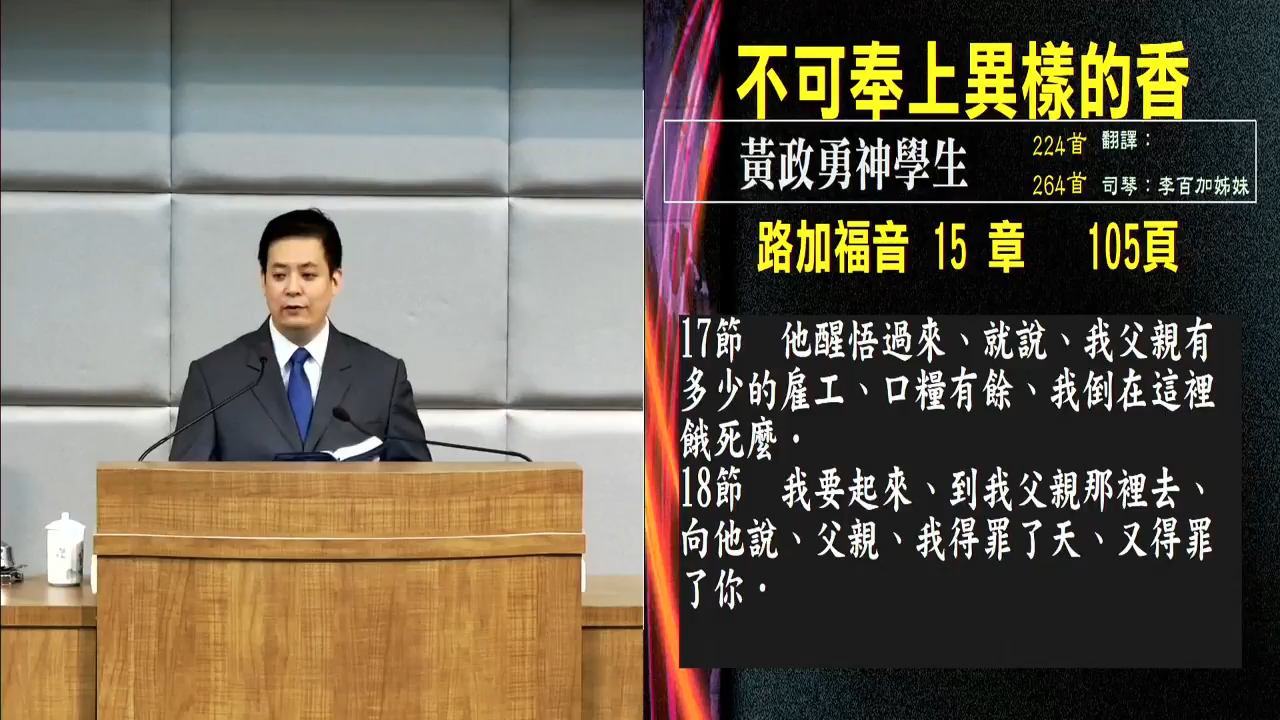 不可奉上異樣的香
黃政勇神學生
224首 翻譯：
264首 司琴：李百加姊妹
路加福音 15 章 105頁
17節 他醒悟過來、就說、我父親有
多少的雇工、口糧有餘、我倒在這裡
餓死麼．
18節 我要起來、到我父親那裡去、
向他說、父親、我得罪了天、又得罪
了你．